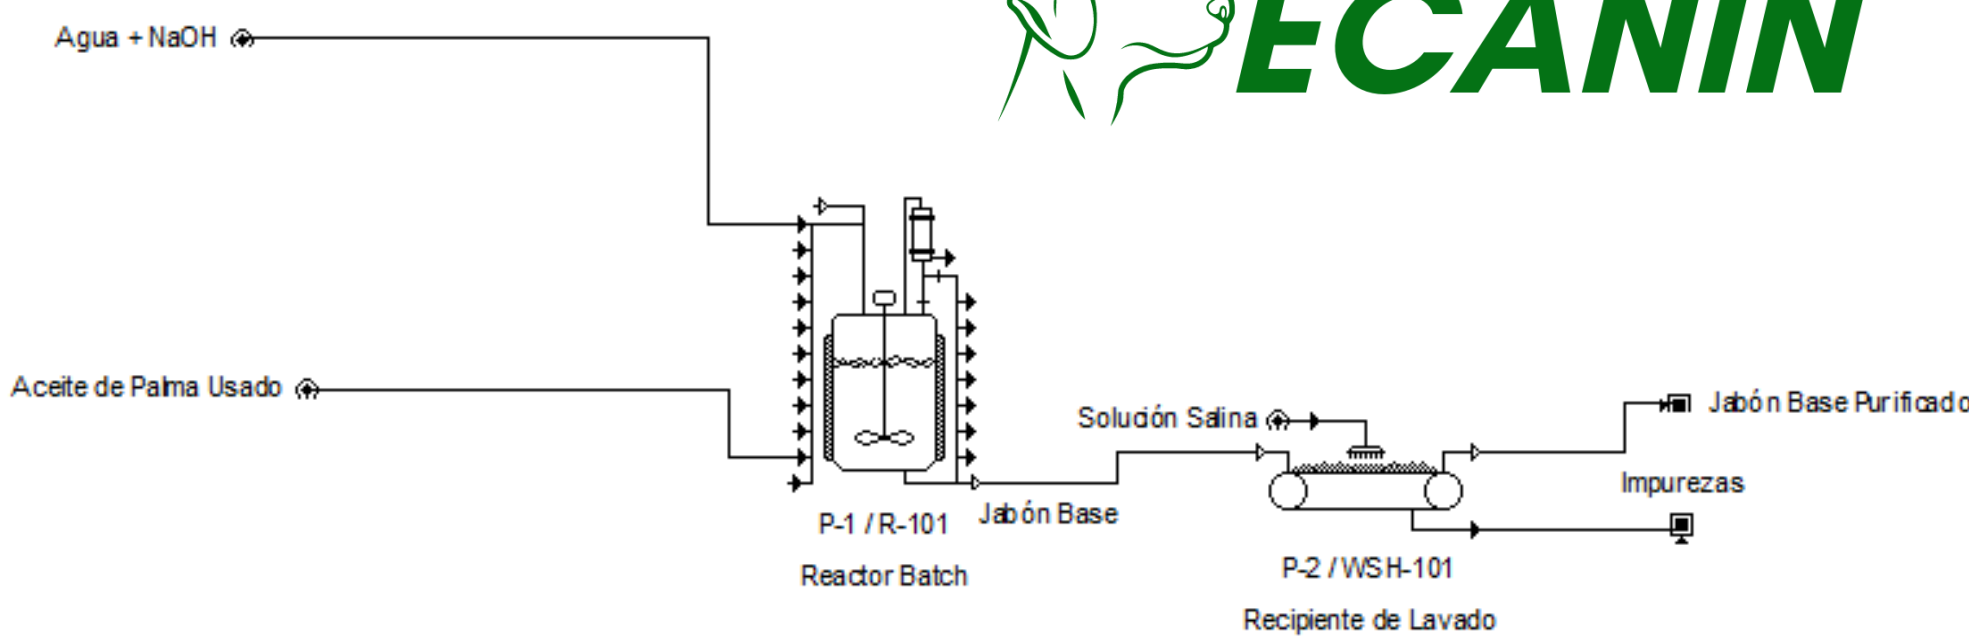 ECANIN
Agua + NaOH
Aceite de Palma Usado
Solución Salina
Jabón Base Purificado
Impurezas
Jabón Base
P-1 / R-101
Reactor Batch
P-2 / WSH-101
Recipiente de Lavado